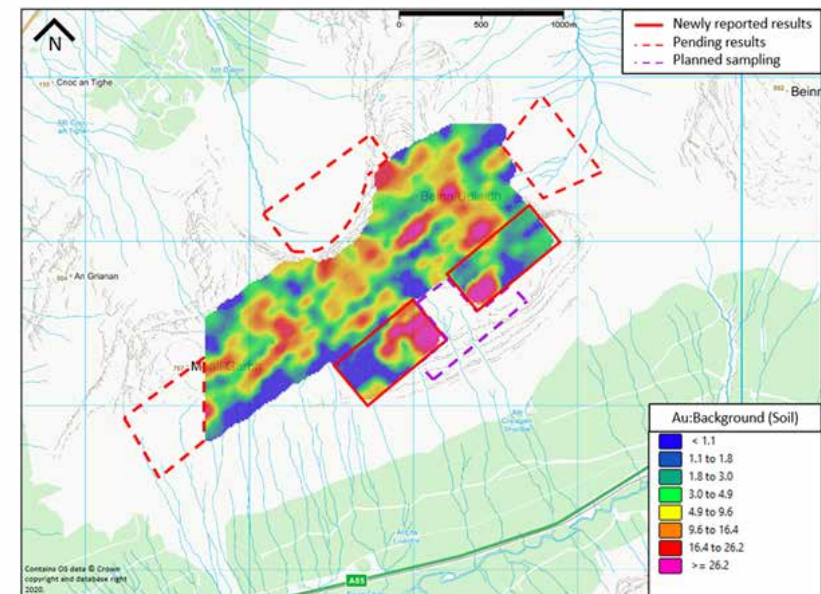 0 500 1000m
Newly reported results
Pending results
Planned sampling
N
Cnoc an Tighe
Beinn
Beinn Udlaidh
An Grianan
Au:Background (Soil)
< 1.1
1.1 to 1.8
1.8 to 3.0
3.0 to 4.9
4.9 to 9.6
9.6 to 16.4
16.4 to 26.2
>= 26.2
Contains OS data © Crown
copyright and database right
2020.
A85